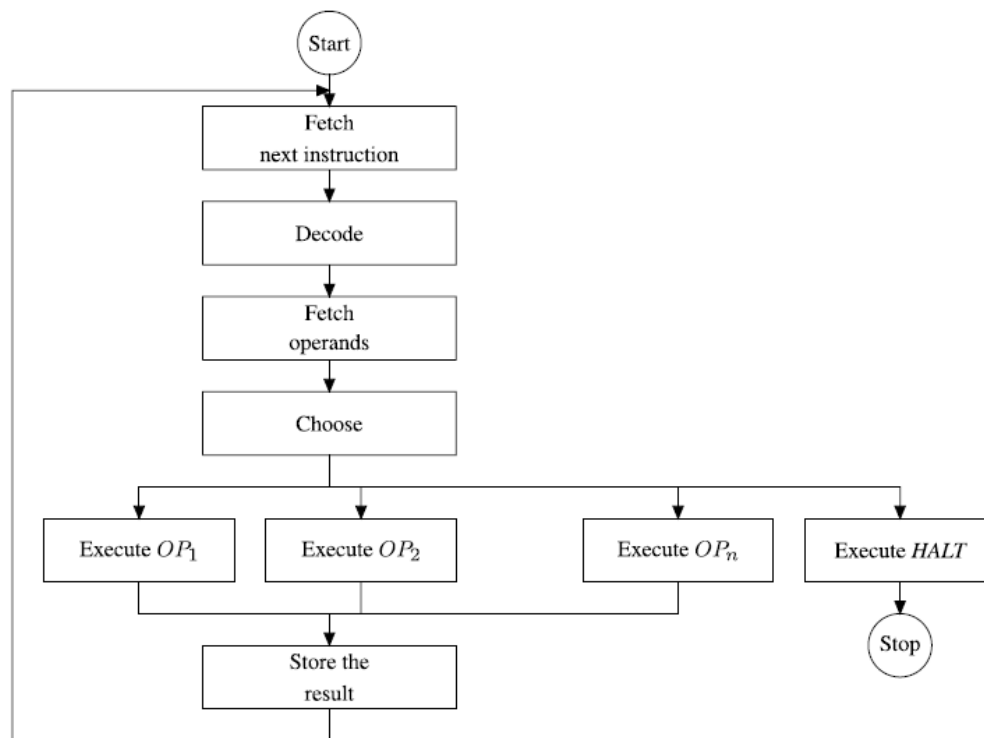 Start
Fetch
next instruction
Decode
Fetch
operands
Choose
Execute OP₁
Execute OP₂
Execute OPₙ
Execute HALT
Stop
Store the
result